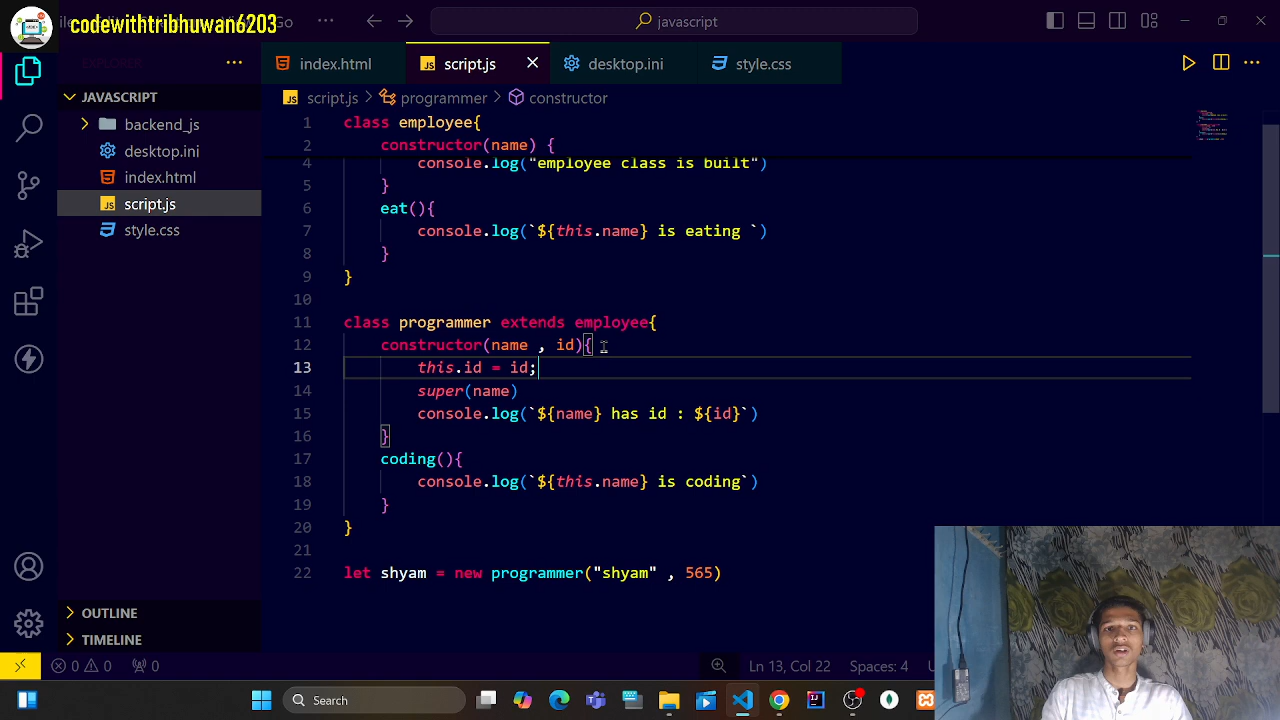 codewithtribhuwan6203
Go
javascript
EXPLORER
index.html
script.js
desktop.ini
style.css
JAVASCRIPT
backend_js
desktop.ini
index.html
script.js
style.css
OUTLINE
TIMELINE
script.js > programmer > constructor
1 class employee{
2 constructor(name) {
4 console.log("employee class is built")
5 }
6 eat(){
7 console.log(`${this.name} is eating `)
8 }
9 }
10
11 class programmer extends employee{
12 constructor(name , id){
13 this.id = id;
14 super(name)
15 console.log(`${name} has id : ${id}`)
16 }
17 coding(){
18 console.log(`${this.name} is coding`)
19 }
20 }
21
22 let shyam = new programmer("shyam" , 565)
0 0 0
Ln 13, Col 22
Spaces: 4
Search